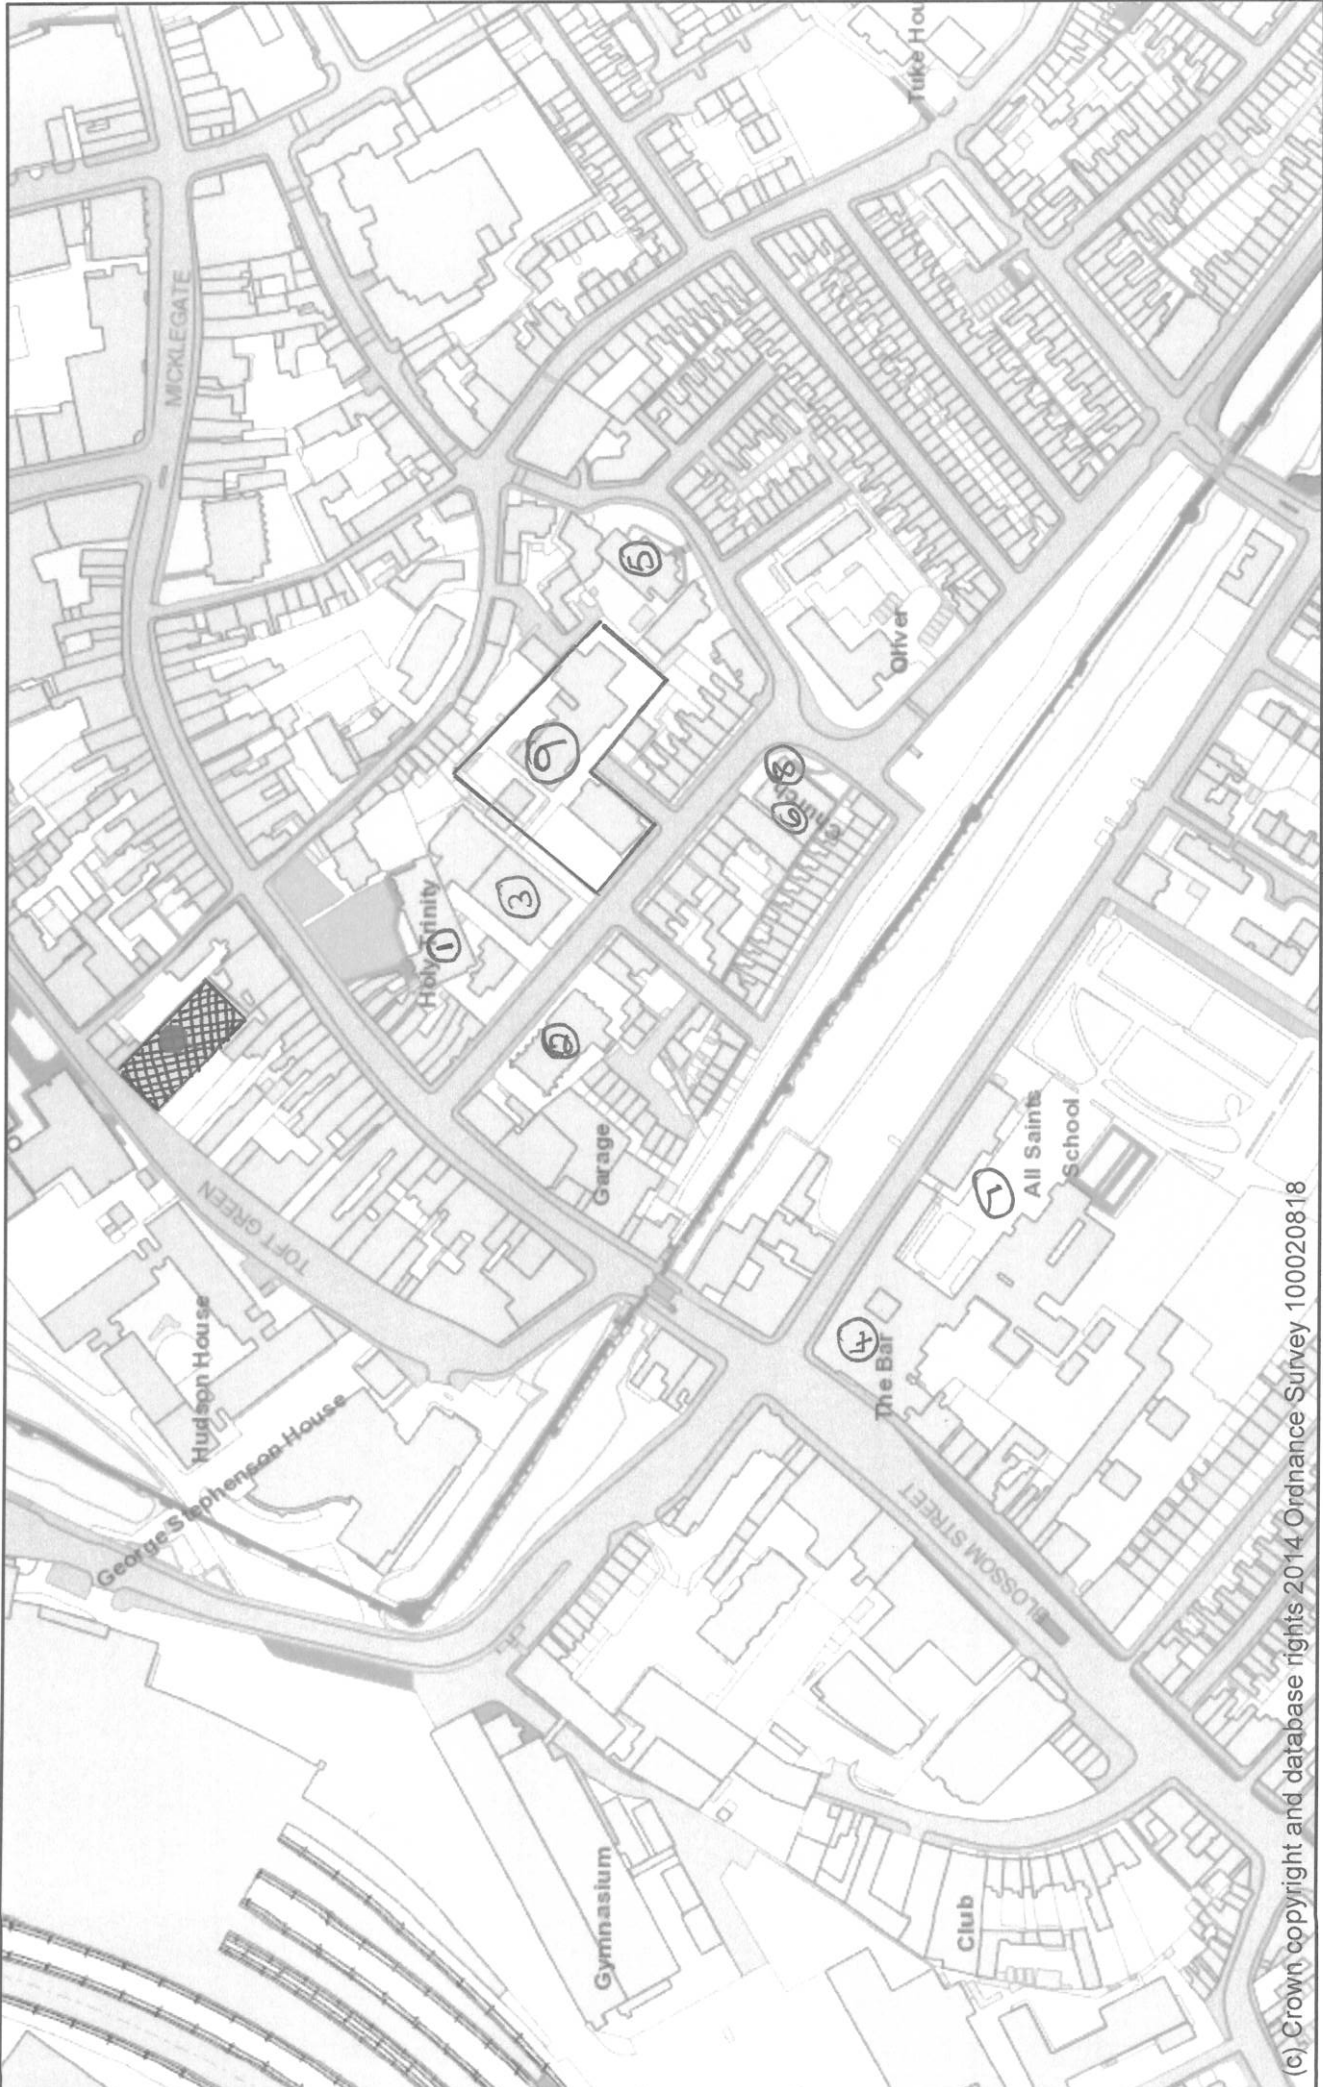 MICKLEGATE
TOFT GREEN
Hudson House
George Stephenson House
Tuke Hou
Holy Trinity
1
2
3
Garage
5
9
Oliver
8
6
Church
4
The Bar
7
All Saints
School
BLOSSOM STREET
Gymnasium
Club
(c) Crown copyright and database rights 2014 Ordnance Survey 100020818